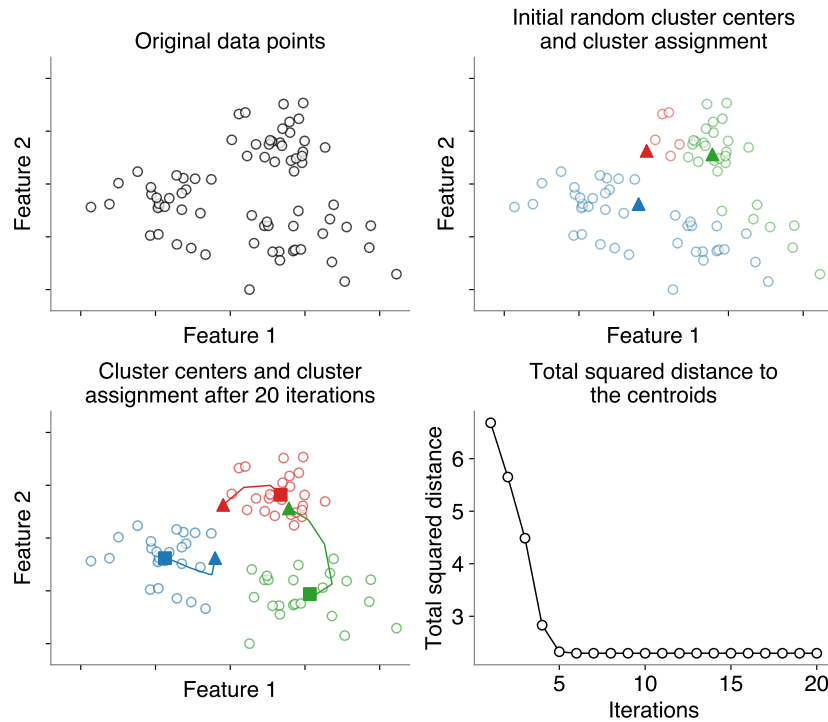 Original data points
Feature 2
Feature 1
Initial random cluster centers
and cluster assignment
Feature 2
Feature 1
Cluster centers and cluster
assignment after 20 iterations
Feature 2
Feature 1
Total squared distance to
the centroids
Total squared distance
6
5
4
3
5
10
15
20
Iterations